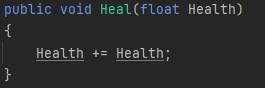 public void Heal(float Health)
{
    Health += Health;
}